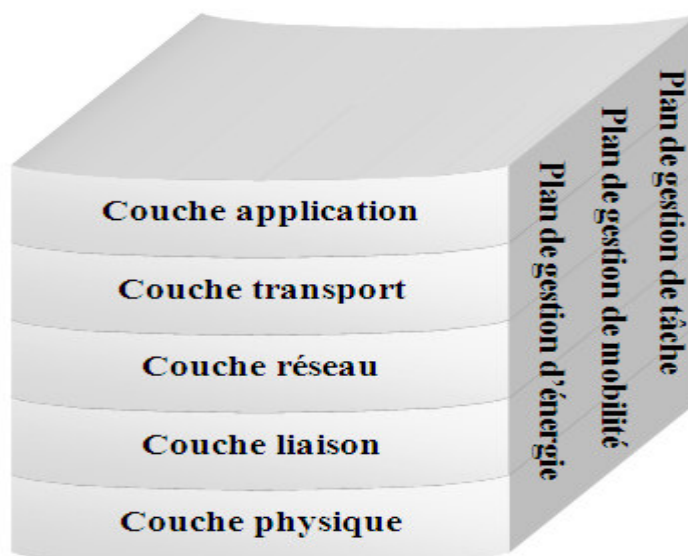 Couche application
Couche transport
Couche réseau
Couche liaison
Couche physique
Plan de gestion d'énergie
Plan de gestion de mobilité
Plan de gestion de tâche